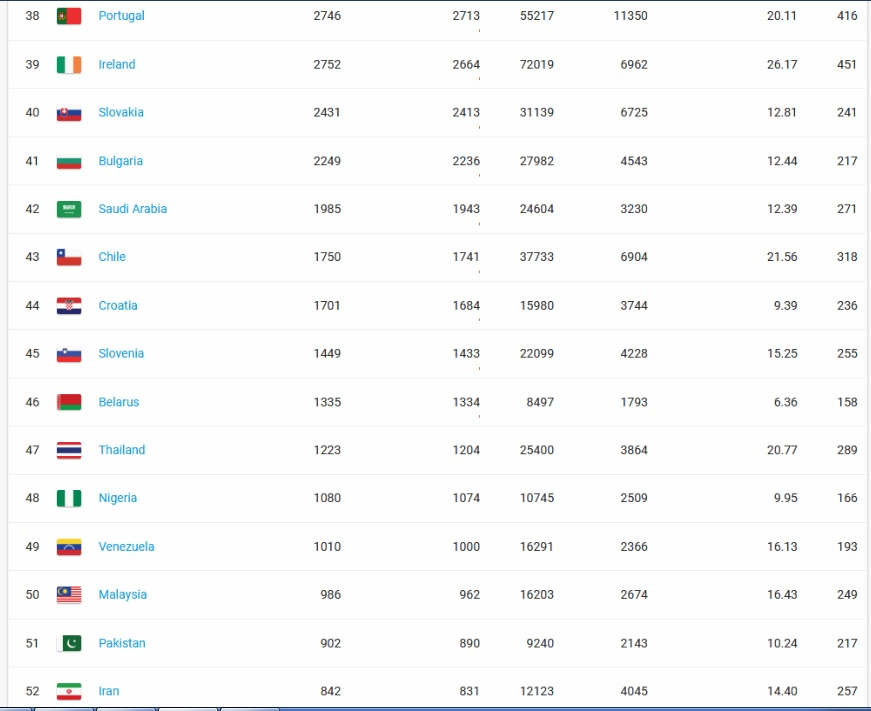 38 Portugal 2746 2713 55217 11350 20.11 416
39 Ireland 2752 2664 72019 6962 26.17 451
40 Slovakia 2431 2413 31139 6725 12.81 241
41 Bulgaria 2249 2236 27982 4543 12.44 217
42 Saudi Arabia 1985 1943 24604 3230 12.39 271
43 Chile 1750 1741 37733 6904 21.56 318
44 Croatia 1701 1684 15980 3744 9.39 236
45 Slovenia 1449 1433 22099 4228 15.25 255
46 Belarus 1335 1334 8497 1793 6.36 158
47 Thailand 1223 1204 25400 3864 20.77 289
48 Nigeria 1080 1074 10745 2509 9.95 166
49 Venezuela 1010 1000 16291 2366 16.13 193
50 Malaysia 986 962 16203 2674 16.43 249
51 Pakistan 902 890 9240 2143 10.24 217
52 Iran 842 831 12123 4045 14.40 257